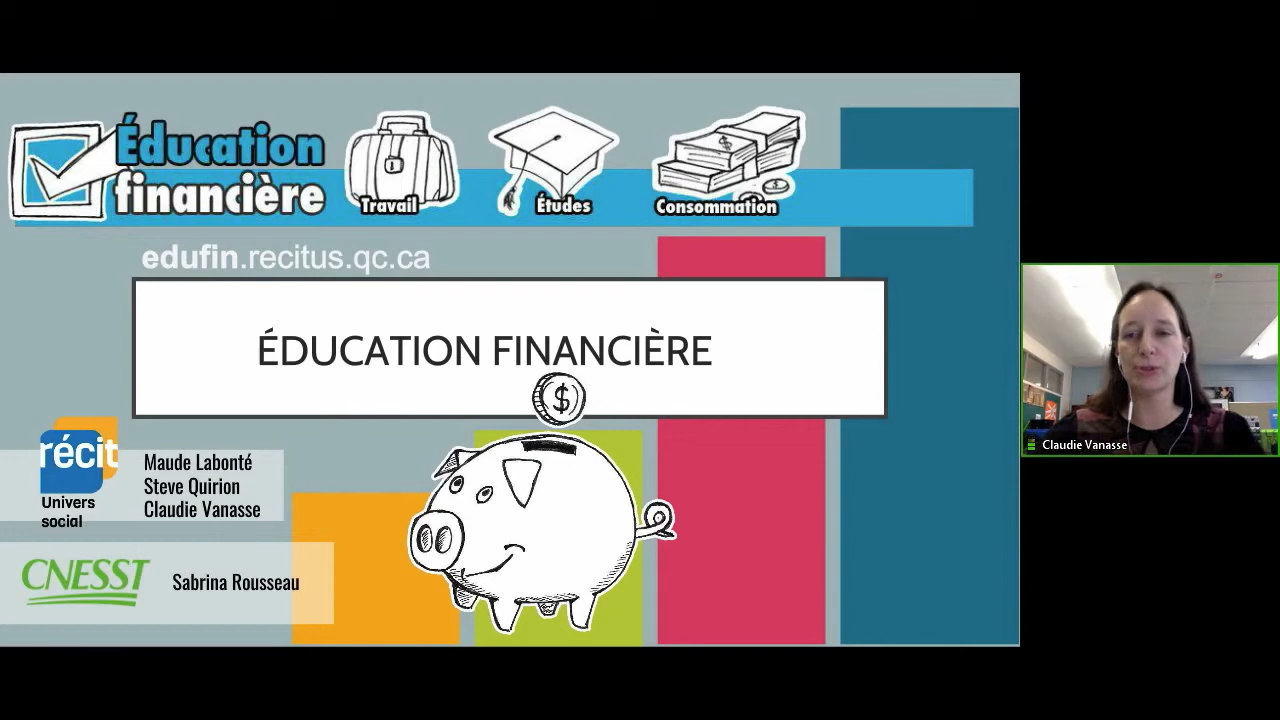 Éducation
financière
Travail
Études
Consommation
edufin.recitus.qc.ca
ÉDUCATION FINANCIÈRE
$
récit
Univers
social
Maude Labonté
Steve Quirion
Claudie Vanasse
CNESST
Sabrina Rousseau
Claudie Vanasse